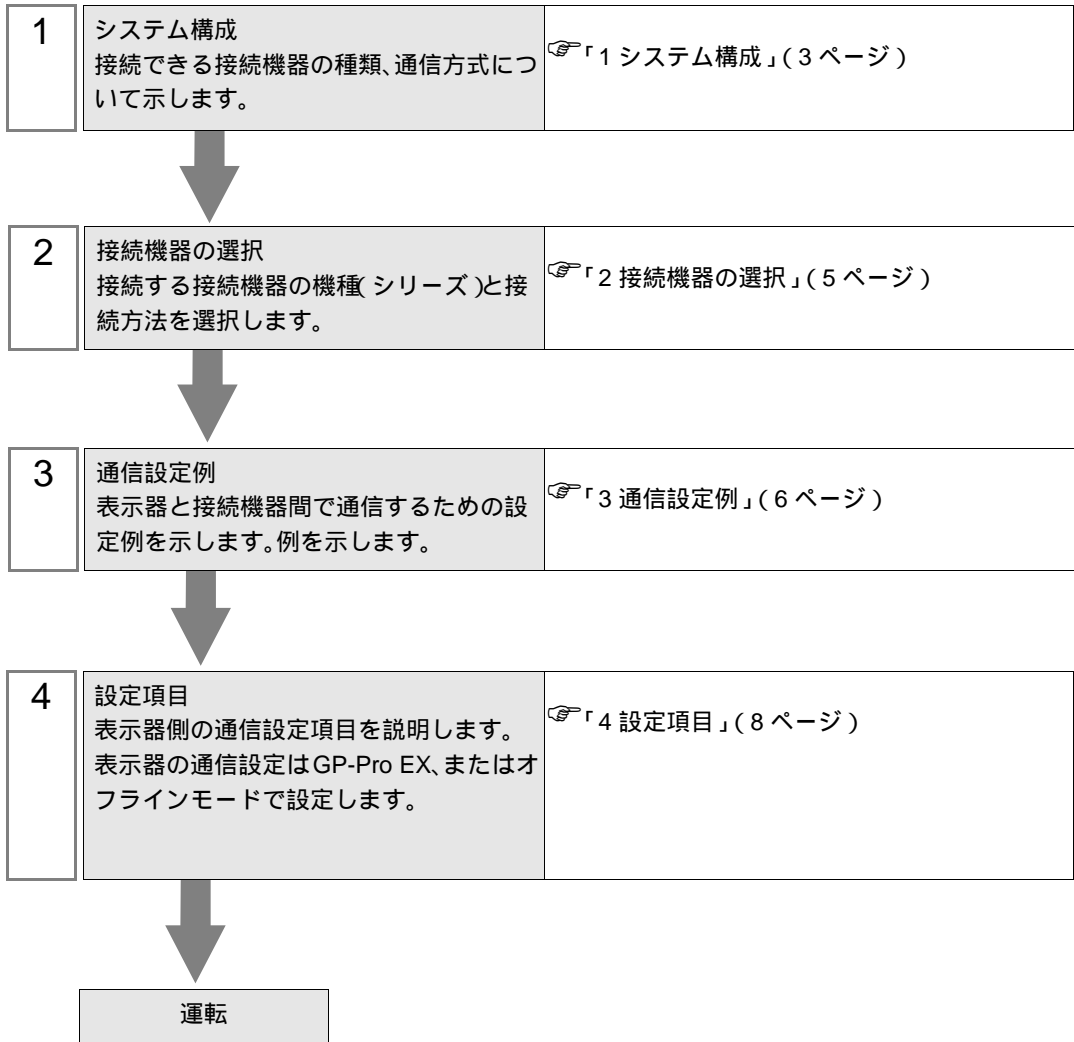 1
システム構成
接続できる接続機器の種類、通信方式につ
いて示します。
☞「1 システム構成」(3 ページ)
2
接続機器の選択
接続する接続機器の機種(シリーズ)と接
続方法を選択します。
☞「2 接続機器の選択」(5 ページ)
3
通信設定例
表示器と接続機器間で通信するための設
定例を示します。例を示します。
☞「3 通信設定例」(6 ページ)
4
設定項目
表示器側の通信設定項目を説明します。
表示器の通信設定はGP-Pro EX、またはオ
フラインモードで設定します。
☞「4 設定項目」(8 ページ)
運転